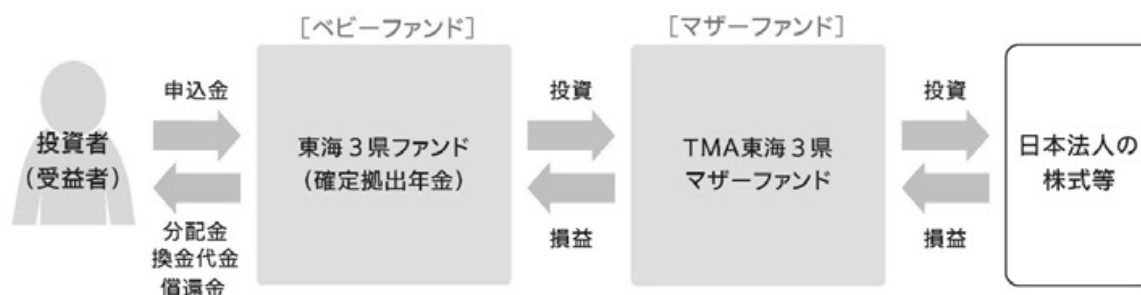 [ベビーファンド]
[マザーファンド]
投資者
（受益者）
申込金
分配金
換金代金
償還金
東海３県ファンド
（確定拠出年金）
投資
損益
TMA東海３県
マザーファンド
投資
損益
日本法人の
株式等